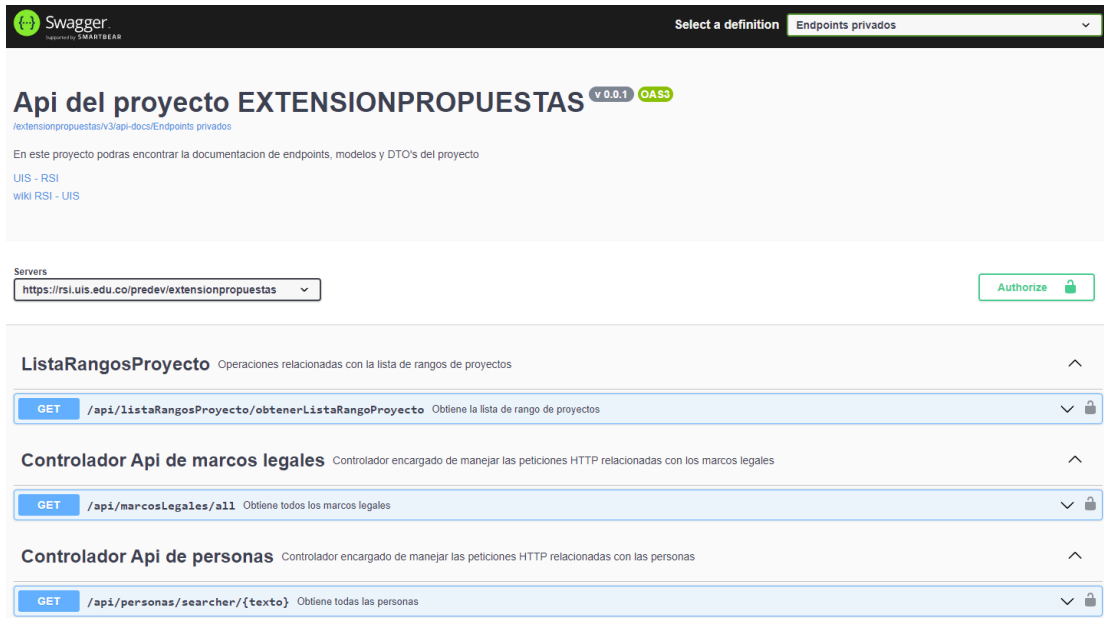 {...} Swagger.
Supported by SMARTBEAR
Select a definition
Endpoints privados
Api del proyecto EXTENSIONPROPUESTAS v 0.0.1 OAS3
/extensionpropuestas/v3/api-docs/Endpoints privados
En este proyecto podras encontrar la documentacion de endpoints, modelos y DTO's del proyecto
UIS - RSI
wiki RSI - UIS
Servers
https://rsi.uis.edu.co/predev/extensionpropuestas
Authorize
ListaRangosProyecto Operaciones relacionadas con la lista de rangos de proyectos
GET /api/listaRangosProyecto/obtenerListaRangoProyecto Obtiene la lista de rango de proyectos
Controlador Api de marcos legales Controlador encargado de manejar las peticiones HTTP relacionadas con los marcos legales
GET /api/marcosLegales/all Obtiene todos los marcos legales
Controlador Api de personas Controlador encargado de manejar las peticiones HTTP relacionadas con las personas
GET /api/personas/searcher/{texto} Obtiene todas las personas